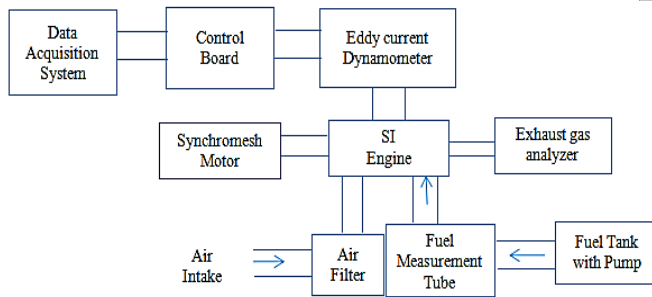 Data
Acquisition
System
Control
Board
Eddy current
Dynamometer
Synchromesh
Motor
SI
Engine
Exhaust gas
analyzer
Air
Intake
Air
Filter
Fuel
Measurement
Tube
Fuel Tank
with Pump